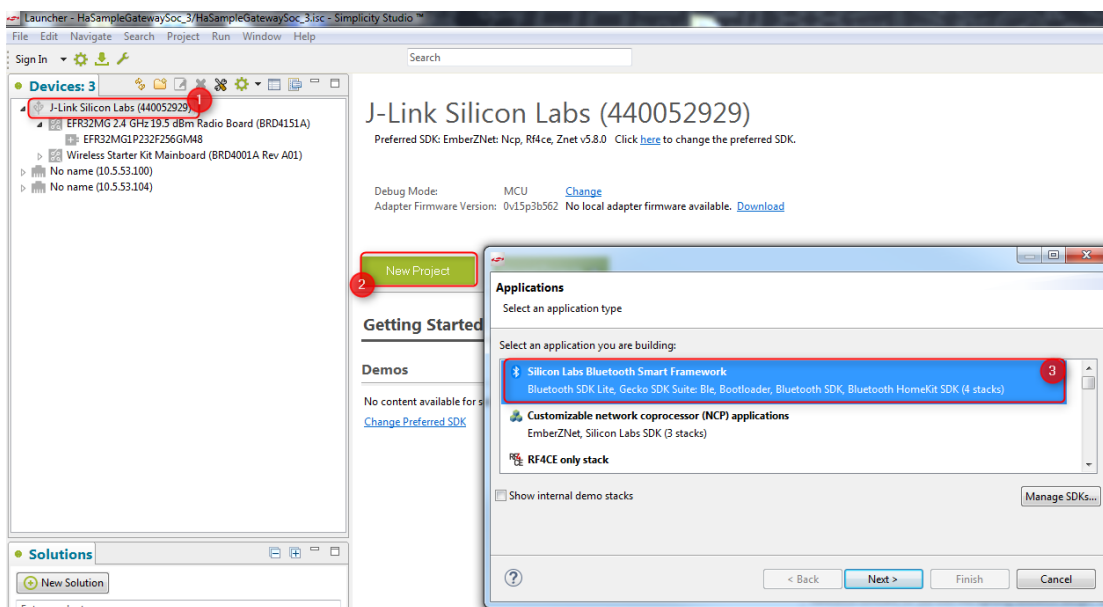 Launcher - HaSampleGatewaySoc_3/HaSampleGatewaySoc_3.isc - Simplicity Studio ™
File Edit Navigate Search Project Run Window Help
Sign In
Search
Devices: 3
J-Link Silicon Labs (440052929)
1
EFR32MG 2.4 GHz 19.5 dBm Radio Board (BRD4151A)
EFR32MG1P232F256GM48
Wireless Starter Kit Mainboard (BRD4001A Rev A01)
No name (10.5.53.100)
No name (10.5.53.104)
J-Link Silicon Labs (440052929)
Preferred SDK: EmberZNet: Ncp, Rf4ce, Znet v5.8.0 Click here to change the preferred SDK.
Debug Mode: MCU Change
Adapter Firmware Version: 0v15p3b562 No local adapter firmware available. Download
New Project
2
Getting Started
Demos
No content available for s
Change Preferred SDK
Applications
Select an application type
Select an application you are building:
Silicon Labs Bluetooth Smart Framework
3
Bluetooth SDK Lite, Gecko SDK Suite: Ble, Bootloader, Bluetooth SDK, Bluetooth HomeKit SDK (4 stacks)
Customizable network coprocessor (NCP) applications
EmberZNet, Silicon Labs SDK (3 stacks)
RF4CE only stack
Show internal demo stacks
Manage SDKs...
< Back Next > Finish Cancel
Solutions
New Solution